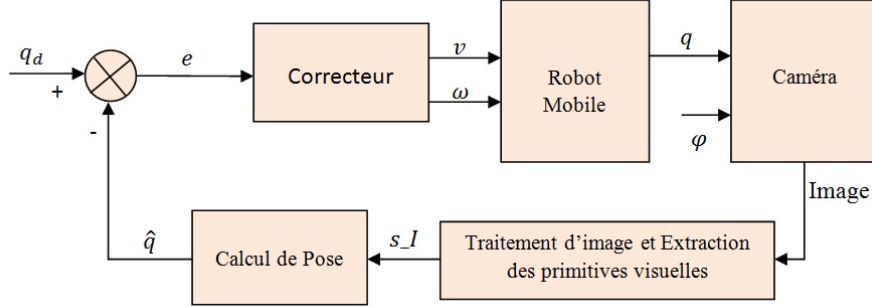 q_d
+
-
e
Correcteur
v
ω
Robot
Mobile
q
φ
Caméra
Image
Traitement d'image et Extraction
des primitives visuelles
s_I
Calcul de Pose
q̂